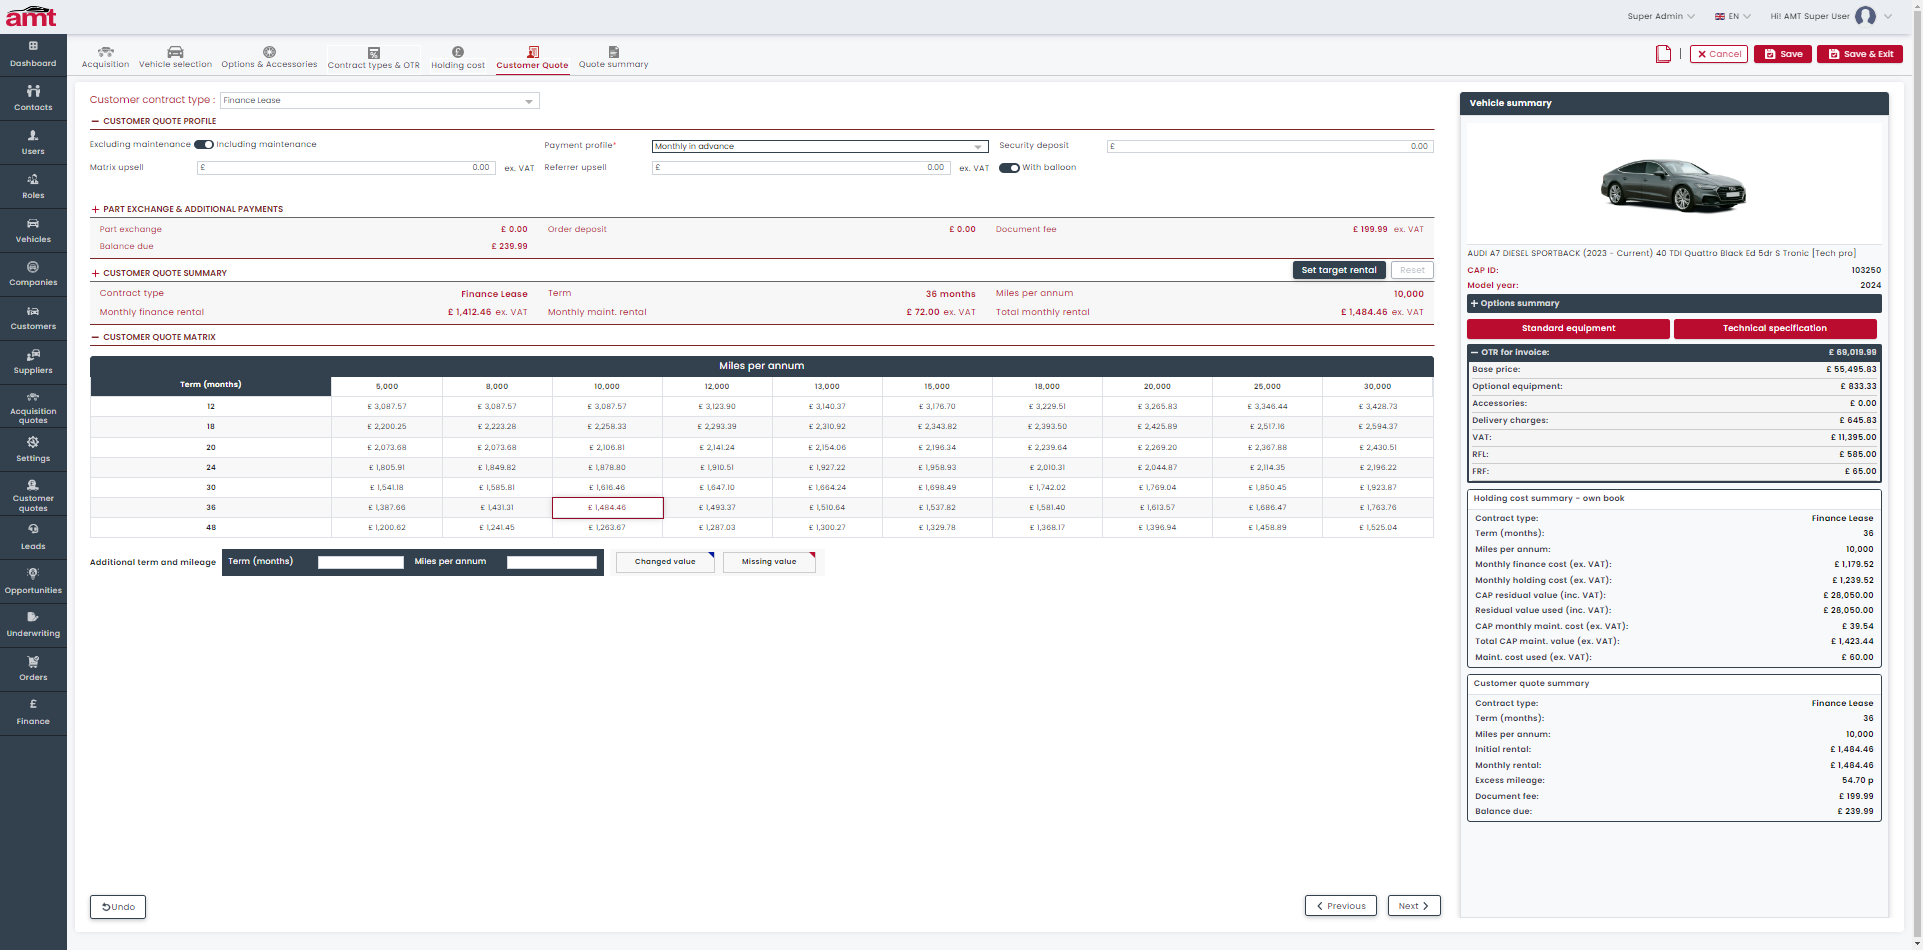 amt
Super Admin
EN
Hi! AMT Super User
Dashboard
Contacts
Users
Roles
Vehicles
Companies
Customers
Suppliers
Acquisition
quotes
Settings
Customer
quotes
Leads
Opportunities
Underwriting
Orders
£
Finance
Acquisition
Vehicle selection
Options & Accessories
Contract types & OTR
Holding cost
Customer Quote
Quote summary
Cancel
Save
Save & Exit
Customer contract type : Finance Lease
CUSTOMER QUOTE PROFILE
Excluding maintenance Including maintenance
Payment profile* Monthly in advance
Security deposit £ 0.00
Matrix upsell £ 0.00 ex. VAT
Referrer upsell £ 0.00 ex. VAT
With balloon
PART EXCHANGE & ADDITIONAL PAYMENTS
Part exchange £ 0.00 Order deposit £ 0.00 Document fee £ 199.99 ex. VAT
Balance due £ 239.99
CUSTOMER QUOTE SUMMARY
Set target rental Reset
Contract type Finance Lease Term 36 months Miles per annum 10,000
Monthly finance rental £ 1,412.46 ex. VAT Monthly maint. rental £ 72.00 ex. VAT Total monthly rental £ 1,484.46 ex. VAT
CUSTOMER QUOTE MATRIX
Miles per annum
Term (months) 5,000 8,000 10,000 12,000 13,000 15,000 18,000 20,000 25,000 30,000
12 £ 3,087.57 £ 3,087.57 £ 3,087.57 £ 3,123.90 £ 3,140.37 £ 3,176.70 £ 3,229.51 £ 3,265.83 £ 3,346.44 £ 3,428.73
18 £ 2,200.25 £ 2,223.28 £ 2,258.33 £ 2,293.39 £ 2,310.92 £ 2,343.82 £ 2,393.50 £ 2,425.89 £ 2,517.16 £ 2,594.37
20 £ 2,073.68 £ 2,073.68 £ 2,106.81 £ 2,141.24 £ 2,154.06 £ 2,196.34 £ 2,239.64 £ 2,269.20 £ 2,367.88 £ 2,430.51
24 £ 1,805.91 £ 1,849.82 £ 1,878.80 £ 1,910.51 £ 1,927.22 £ 1,958.93 £ 2,010.31 £ 2,044.87 £ 2,114.35 £ 2,196.22
30 £ 1,541.18 £ 1,585.81 £ 1,616.46 £ 1,647.10 £ 1,664.24 £ 1,698.49 £ 1,742.02 £ 1,769.04 £ 1,850.45 £ 1,923.87
36 £ 1,387.66 £ 1,431.31 £ 1,484.46 £ 1,493.37 £ 1,510.64 £ 1,537.82 £ 1,581.40 £ 1,613.57 £ 1,686.47 £ 1,763.76
48 £ 1,200.62 £ 1,241.45 £ 1,263.67 £ 1,287.03 £ 1,300.27 £ 1,329.78 £ 1,368.17 £ 1,396.94 £ 1,458.89 £ 1,525.04
Additional term and mileage Term (months) Miles per annum Changed value Missing value
Undo
Previous
Next
Vehicle summary
AUDI A7 DIESEL SPORTBACK (2023 - Current) 40 TDI Quattro Black Ed 5dr S Tronic [Tech pro]
CAP ID: 103250
Model year: 2024
Options summary
Standard equipment Technical specification
OTR for invoice: £ 69,019.99
Base price: £ 55,495.83
Optional equipment: £ 833.33
Accessories: £ 0.00
Delivery charges: £ 645.83
VAT: £ 11,395.00
RFL: £ 585.00
FRF: £ 65.00
Holding cost summary - own book
Contract type: Finance Lease
Term (months): 36
Miles per annum: 10,000
Monthly finance cost (ex. VAT): £ 1,179.52
Monthly holding cost (ex. VAT): £ 1,239.52
CAP residual value (inc. VAT): £ 28,050.00
Residual value used (inc. VAT): £ 28,050.00
CAP monthly maint. cost (ex. VAT): £ 39.54
Total CAP maint. value (ex. VAT): £ 1,423.44
Maint. cost used (ex. VAT): £ 60.00
Customer quote summary
Contract type: Finance Lease
Term (months): 36
Miles per annum: 10,000
Initial rental: £ 1,484.46
Monthly rental: £ 1,484.46
Excess mileage: 54.70 p
Document fee: £ 199.99
Balance due: £ 239.99